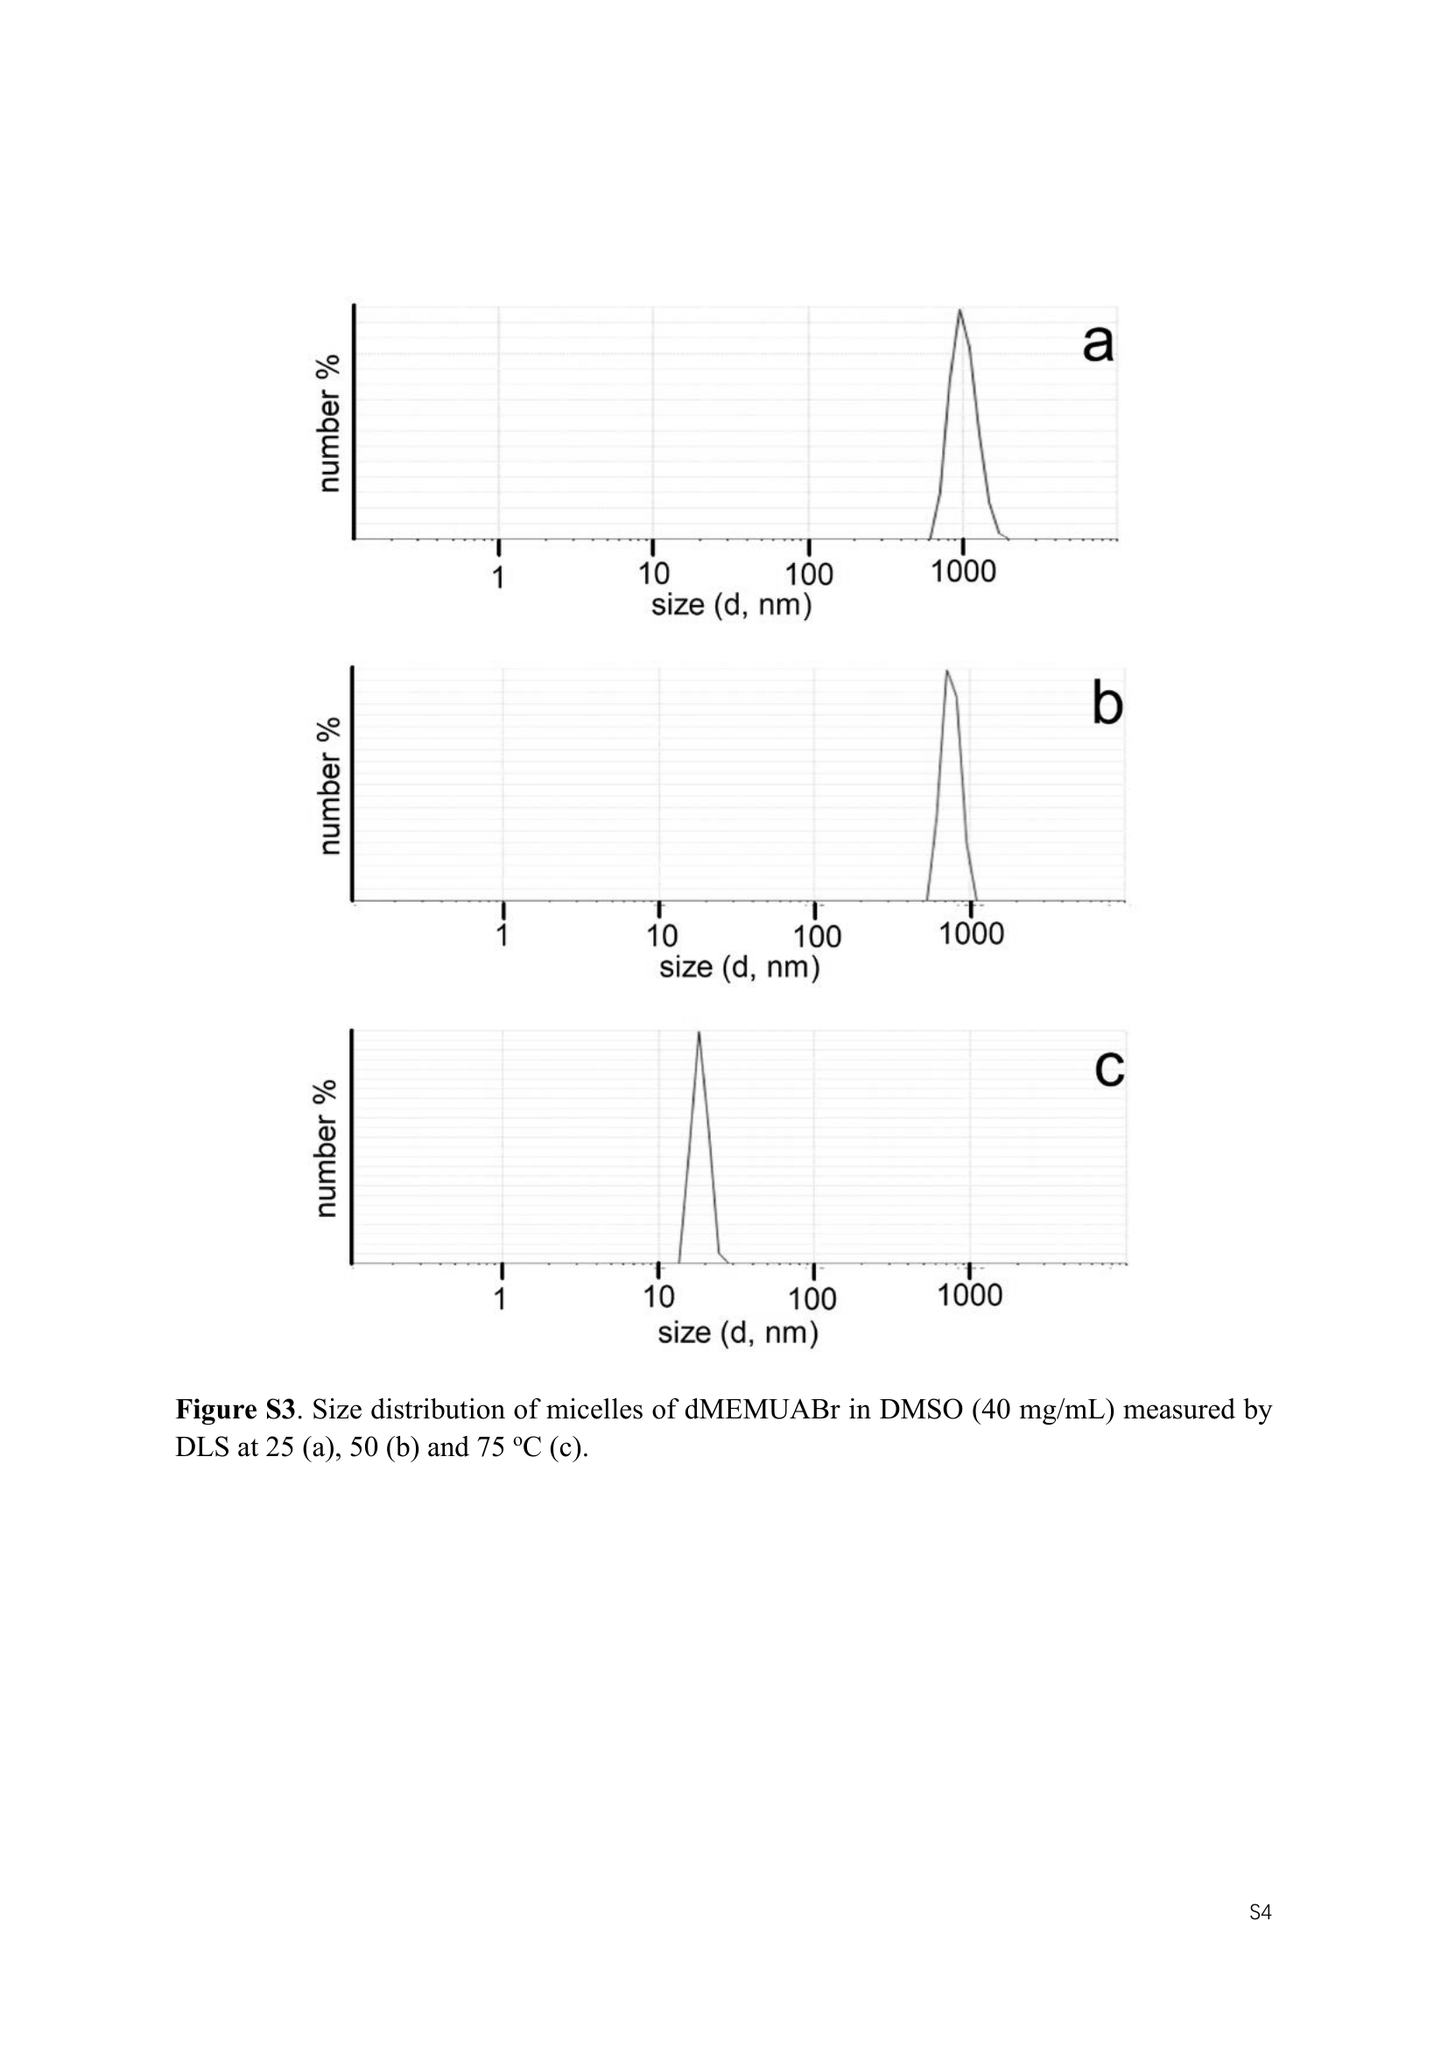 a
number %
1 10 100 1000
size (d, nm)
b
number %
1 10 100 1000
size (d, nm)
c
number %
1 10 100 1000
size (d, nm)
Figure S3. Size distribution of micelles of dMEMUABr in DMSO (40 mg/mL) measured by
DLS at 25 (a), 50 (b) and 75 ºC (c).
S4